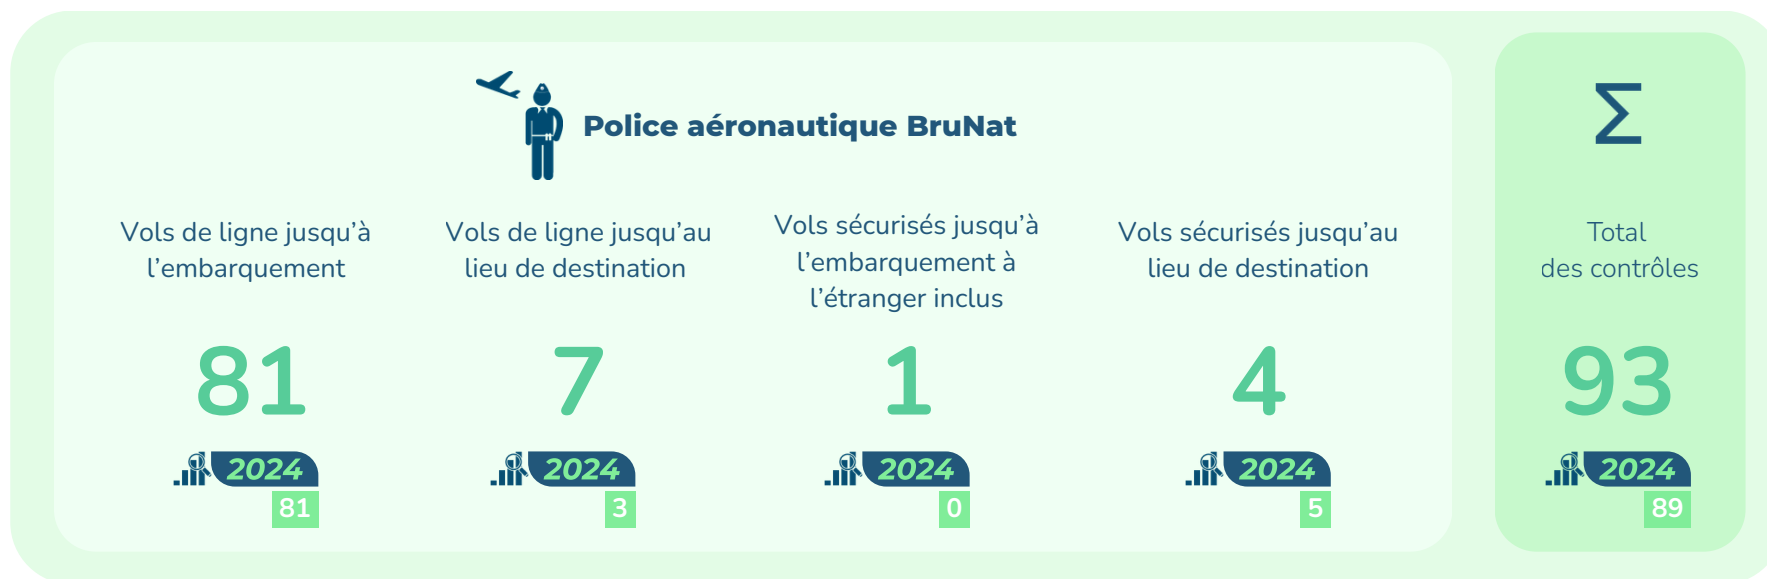 Police aéronautique BruNat
Vols de ligne jusqu’à
l’embarquement
81
2024
81
Vols de ligne jusqu’au
lieu de destination
7
2024
3
Vols sécurisés jusqu’à
l’embarquement à
l’étranger inclus
1
2024
0
Vols sécurisés jusqu’au
lieu de destination
4
2024
5
Σ
Total
des contrôles
93
2024
89